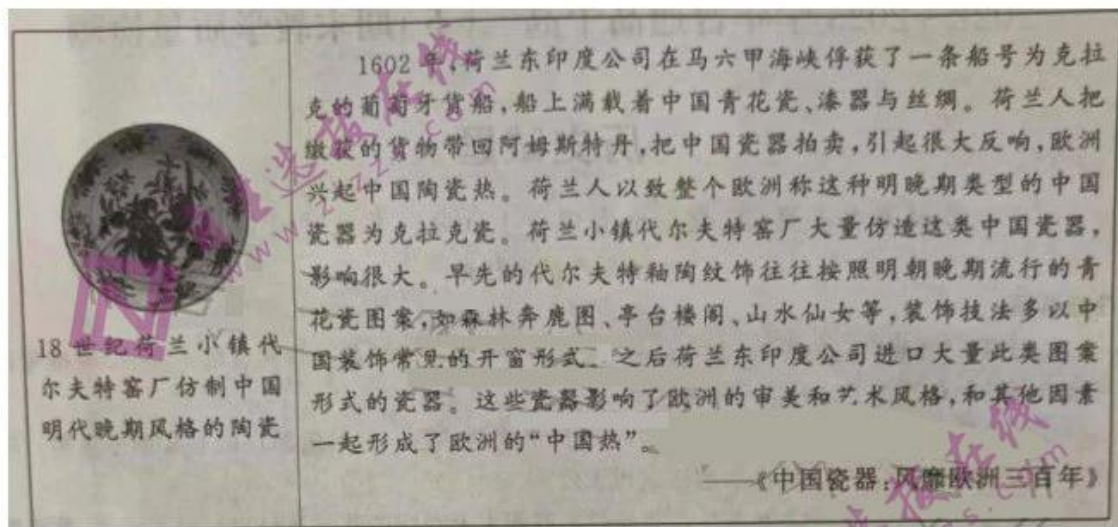 18世纪荷兰小镇代
尔夫特窑厂仿制中国
明代晚期风格的陶瓷
1602年,荷兰东印度公司在马六甲海峡俘获了一条船号为克拉
克的葡萄牙货船,船上满载着中国青花瓷、漆器与丝绸。荷兰人把
缴获的货物带回阿姆斯特丹,把中国瓷器拍卖,引起很大反响,欧洲
兴起中国陶瓷热。荷兰人以致整个欧洲称这种明晚期类型的中国
瓷器为克拉克瓷。荷兰小镇代尔夫特窑厂大量仿造这类中国瓷器,
影响很大。早先的代尔夫特釉陶纹饰往往按照明朝晚期流行的青
花瓷图案,如森林奔鹿图、亭台楼阁、山水仙女等,装饰技法多以中
国装饰常见的开窗形式。之后荷兰东印度公司进口大量此类图案
形式的瓷器。这些瓷器影响了欧洲的审美和艺术风格,和其他因素
一起形成了欧洲的“中国热”。
——《中国瓷器:风靡欧洲三百年》